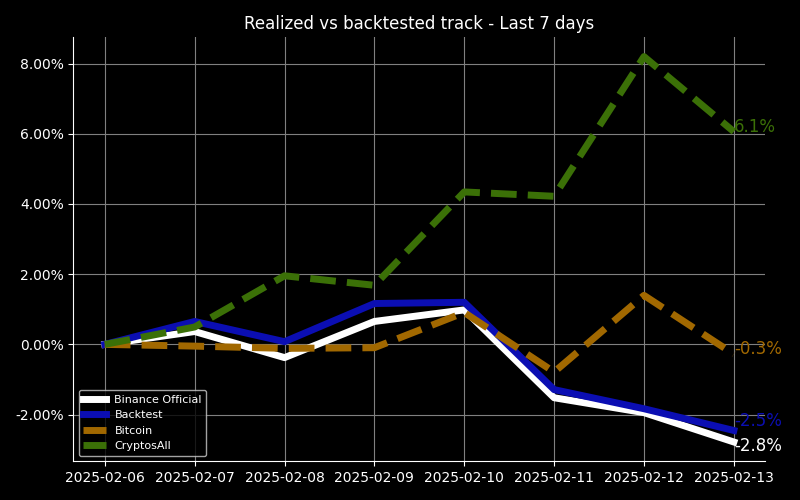 Realized vs backtested track - Last 7 days
8.00%
6.00%
4.00%
2.00%
0.00%
-2.00%
6.1%
-0.3%
-2.5%
-2.8%
Binance Official
Backtest
Bitcoin
CryptosAll
2025-02-06 2025-02-07 2025-02-08 2025-02-09 2025-02-10 2025-02-11 2025-02-12 2025-02-13